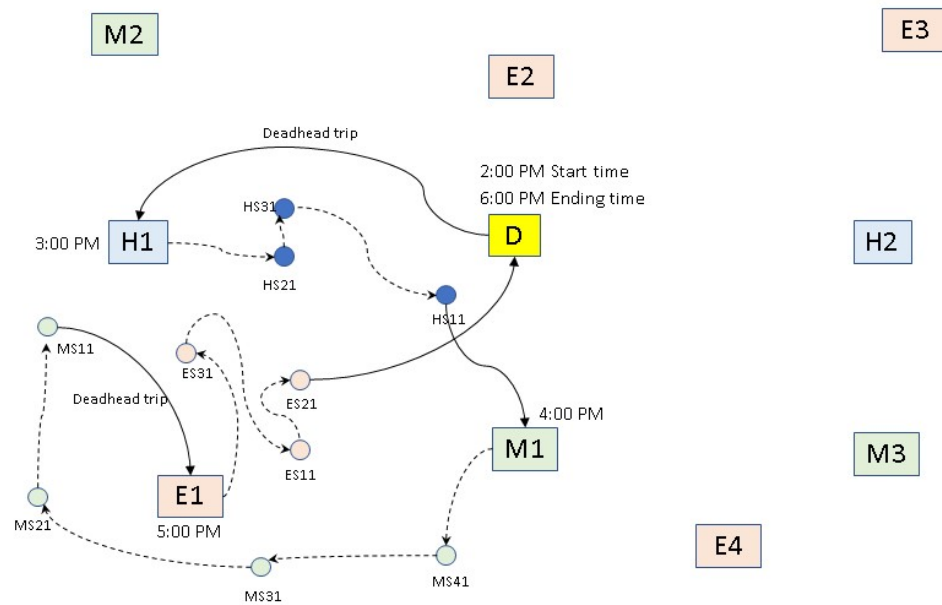 M2
E3
E2
Deadhead trip
2:00 PM Start time
6:00 PM Ending time
HS31
3:00 PM
H1
D
H2
HS21
HS11
MS11
ES31
Deadhead trip
ES21
4:00 PM
M1
M3
ES11
E1
MS21
5:00 PM
E4
MS41
MS31